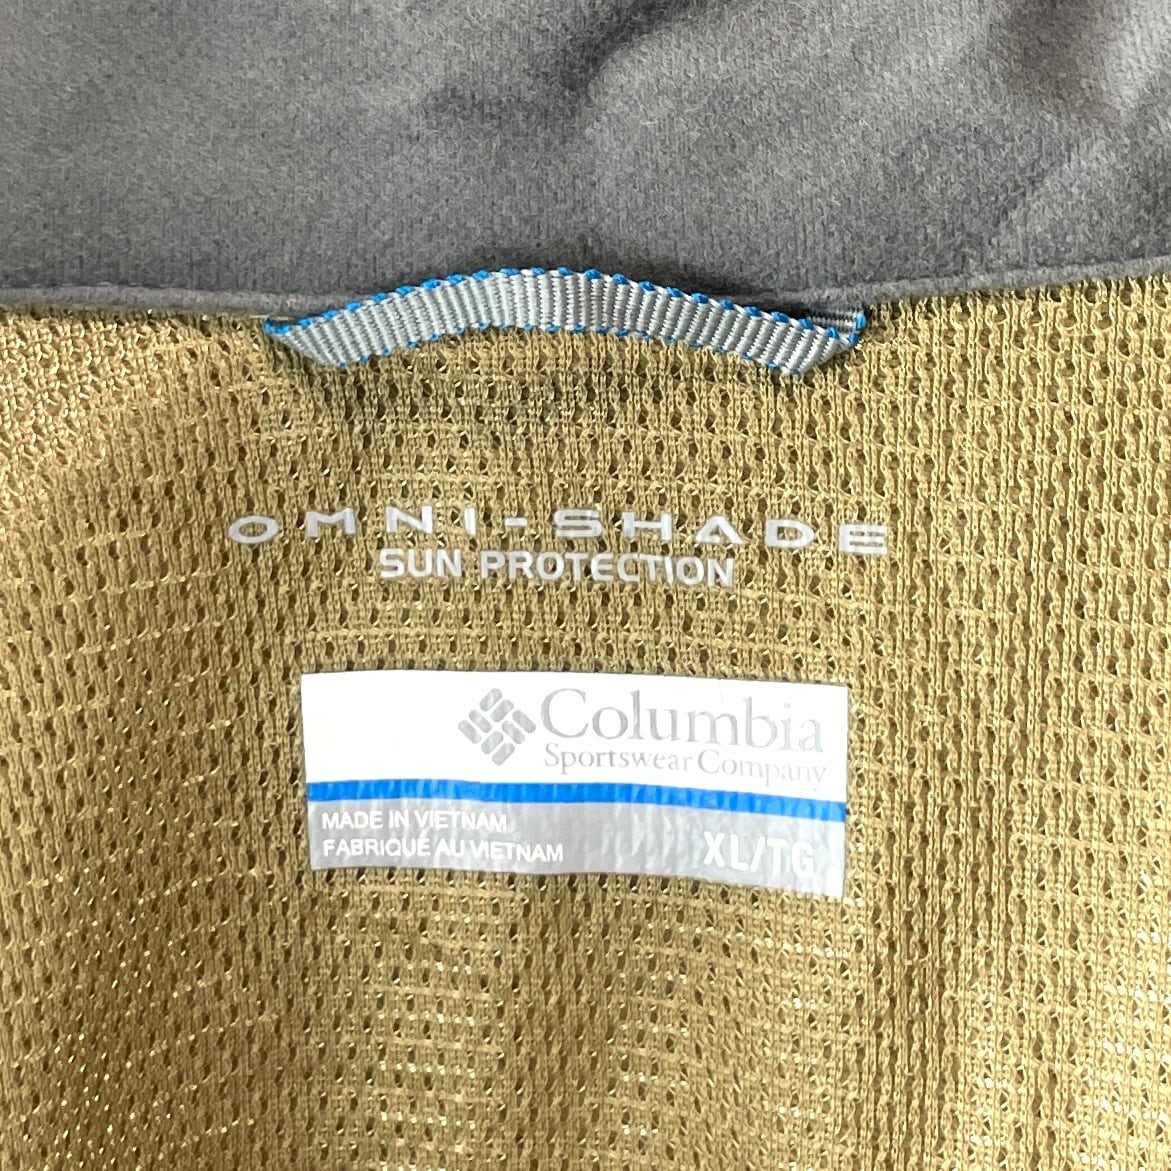 OMNI-SHADE
SUN PROTECTION
Columbia
Sportswear Company
MADE IN VIETNAM
FABRIQUÉ AU VIETNAM
XL/TG